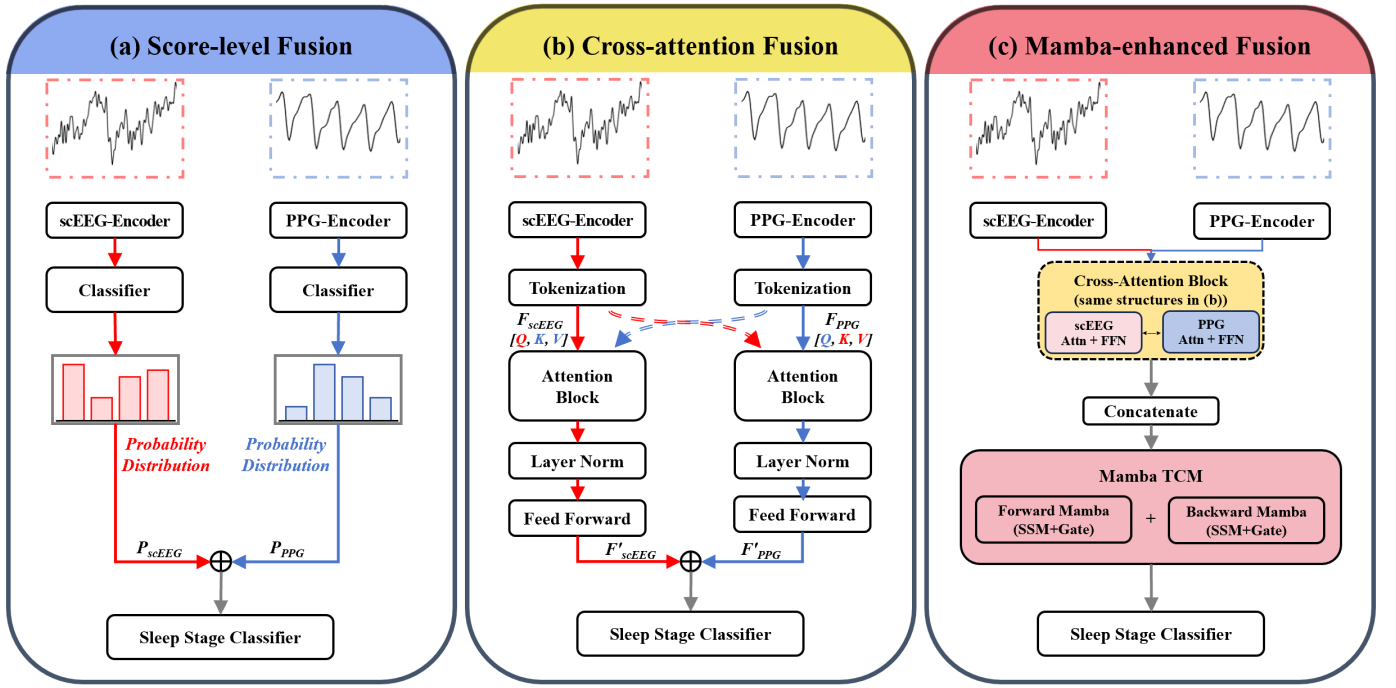 (a) Score-level Fusion
scEEG-Encoder
PPG-Encoder
Classifier
Classifier
Probability
Distribution
Probability
Distribution
PscEEG
PPPG
Sleep Stage Classifier
(b) Cross-attention Fusion
scEEG-Encoder
PPG-Encoder
Tokenization
Tokenization
FscEEG
[Q, K, V]
FPPG
[Q, K, V]
Attention
Block
Attention
Block
Layer Norm
Layer Norm
Feed Forward
Feed Forward
F'scEEG
F'PPG
Sleep Stage Classifier
(c) Mamba-enhanced Fusion
scEEG-Encoder
PPG-Encoder
Cross-Attention Block
(same structures in (b))
scEEG
Attn + FFN
PPG
Attn + FFN
Concatenate
Mamba TCM
Forward Mamba
(SSM+Gate)
+
Backward Mamba
(SSM+Gate)
Sleep Stage Classifier